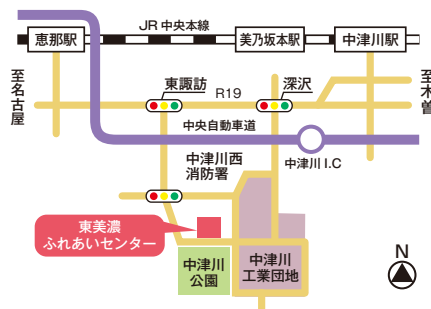 JR 中央本線
恵那駅
美乃坂本駅
中津川駅
至名古屋
東諏訪
R19
深沢
至木曽
中央自動車道
中津川 I.C
中津川西
消防署
東美濃
ふれあいセンター
中津川
公園
中津川
工業団地
N